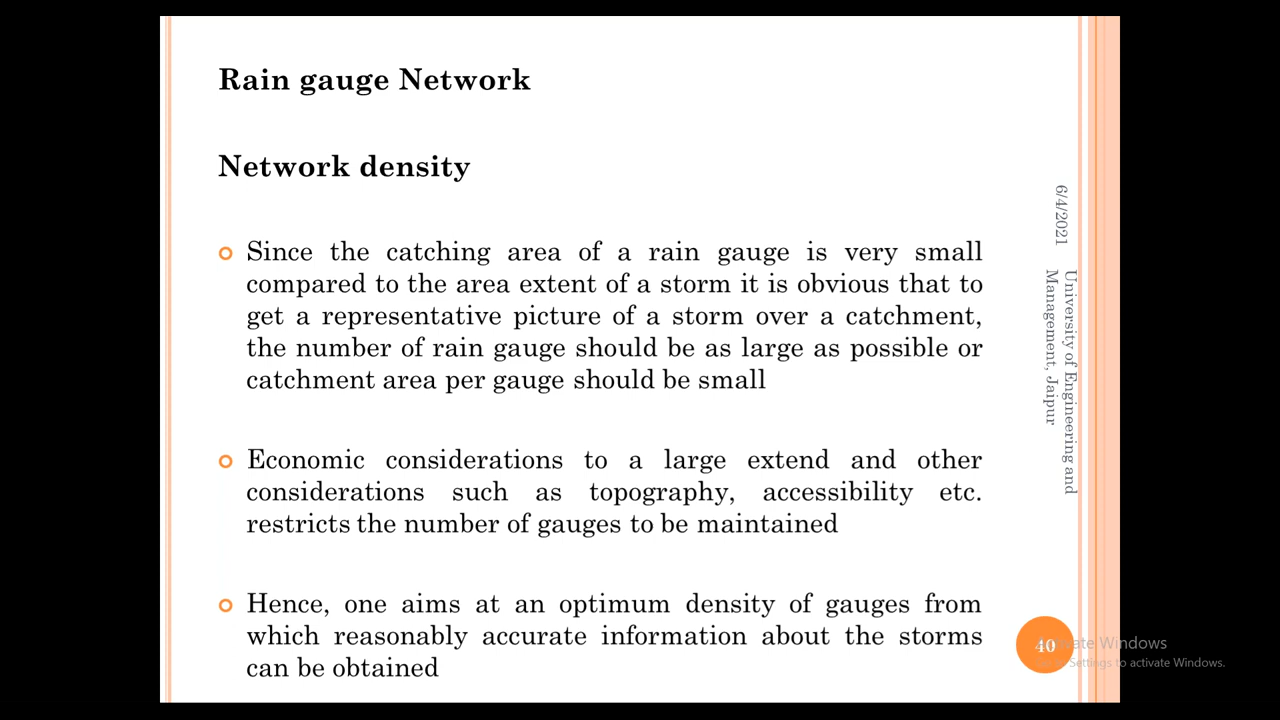 Rain gauge Network
Network density
Since the catching area of a rain gauge is very small
compared to the area extent of a storm it is obvious that to
get a representative picture of a storm over a catchment,
the number of rain gauge should be as large as possible or
catchment area per gauge should be small
Economic considerations to a large extend and other
considerations such as topography, accessibility etc.
restricts the number of gauges to be maintained
Hence, one aims at an optimum density of gauges from
which reasonably accurate information about the storms
can be obtained
6/4/2021
University of Engineering and
Management, Jaipur
40
Windows
Settings to activate Windows.